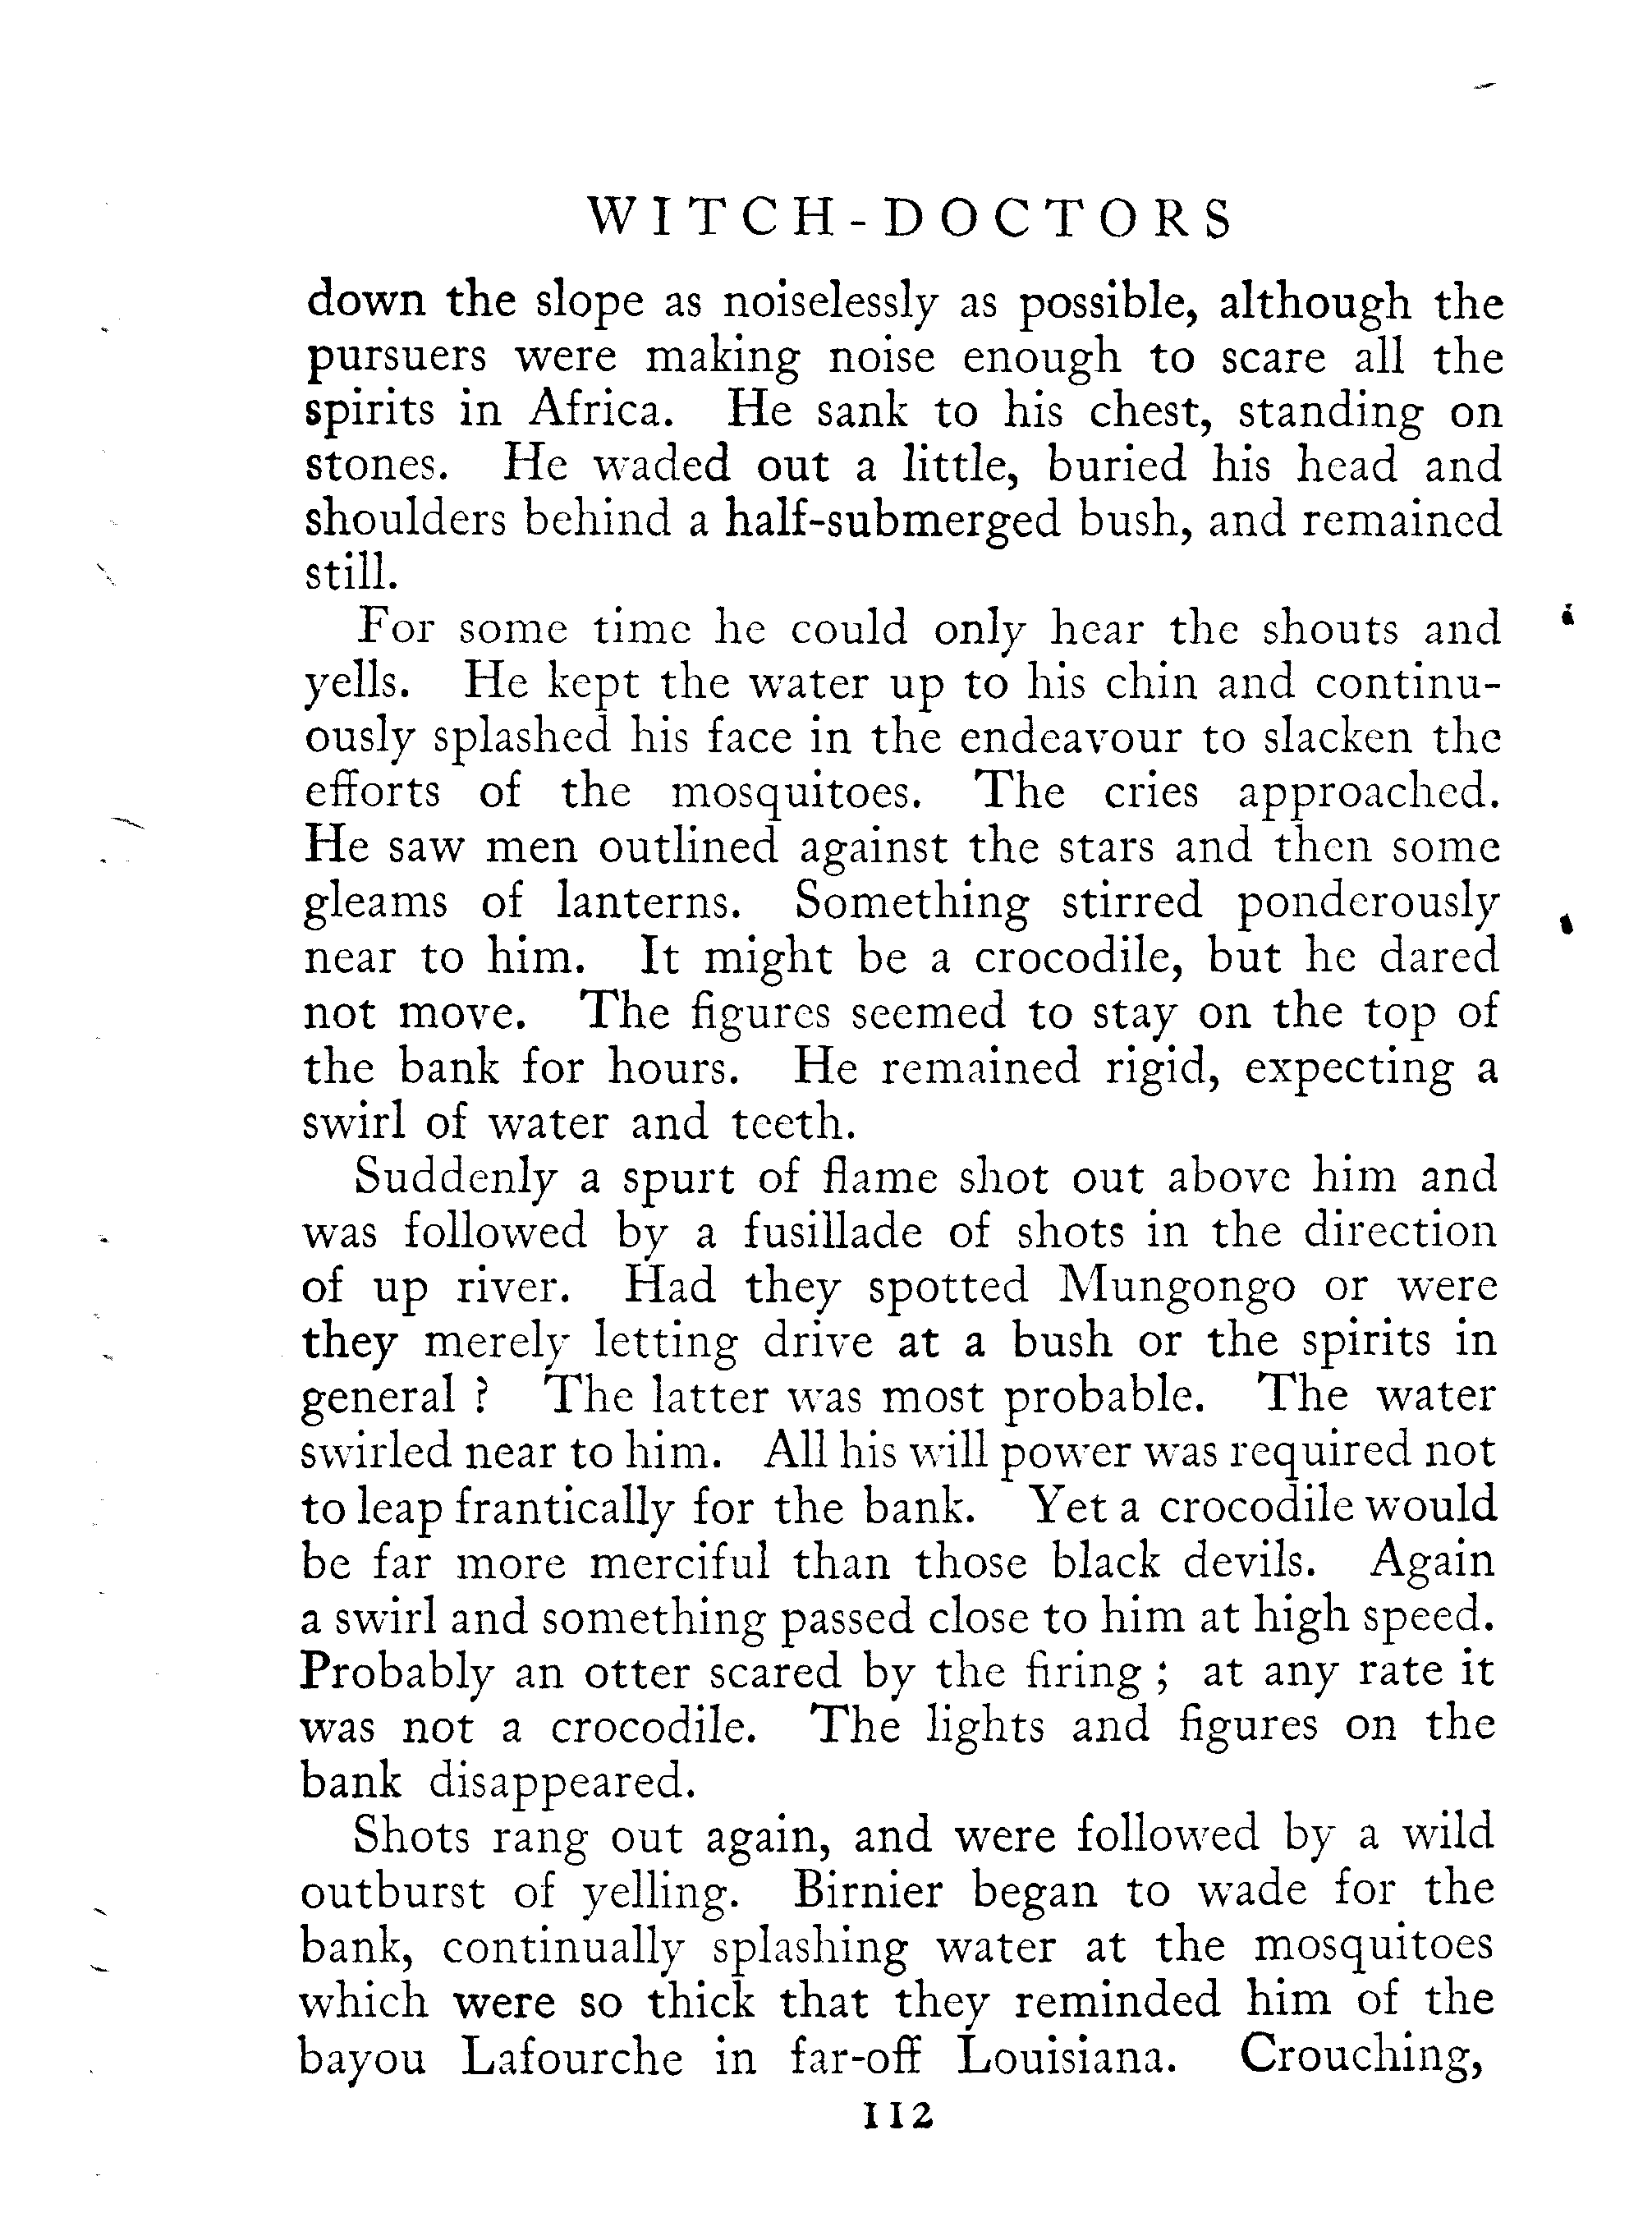 WITCH-DOCTORS
down the slope as noiselessly as possible, although the
pursuers were making noise enough to scare all the
spirits in Africa. He sank to his chest, standing on
stones. He waded out a little, buried his head and
shoulders behind a half-submerged bush, and remained
still.
For some time he could only hear the shouts and
yells. He kept the water up to his chin and continu-
ously splashed his face in the endeavour to slacken the
efforts of the mosquitoes. The cries approached.
He saw men outlined against the stars and then some
gleams of lanterns. Something stirred ponderously
near to him. It might be a crocodile, but he dared
not move. The figures seemed to stay on the top of
the bank for hours. He remained rigid, expecting a
swirl of water and teeth.
Suddenly a spurt of flame shot out above him and
was followed by a fusillade of shots in the direction
of up river. Had they spotted Mungongo or were
they merely letting drive at a bush or the spirits in
general ? The latter was most probable. The water
swirled near to him. All his will power was required not
to leap frantically for the bank. Yet a crocodile would
be far more merciful than those black devils. Again
a swirl and something passed close to him at high speed.
Probably an otter scared by the firing ; at any rate it
was not a crocodile. The lights and figures on the
bank disappeared.
Shots rang out again, and were followed by a wild
outburst of yelling. Birnier began to wade for the
bank, continually splashing water at the mosquitoes
which were so thick that they reminded him of the
bayou Lafourche in far-off Louisiana. Crouching,
112